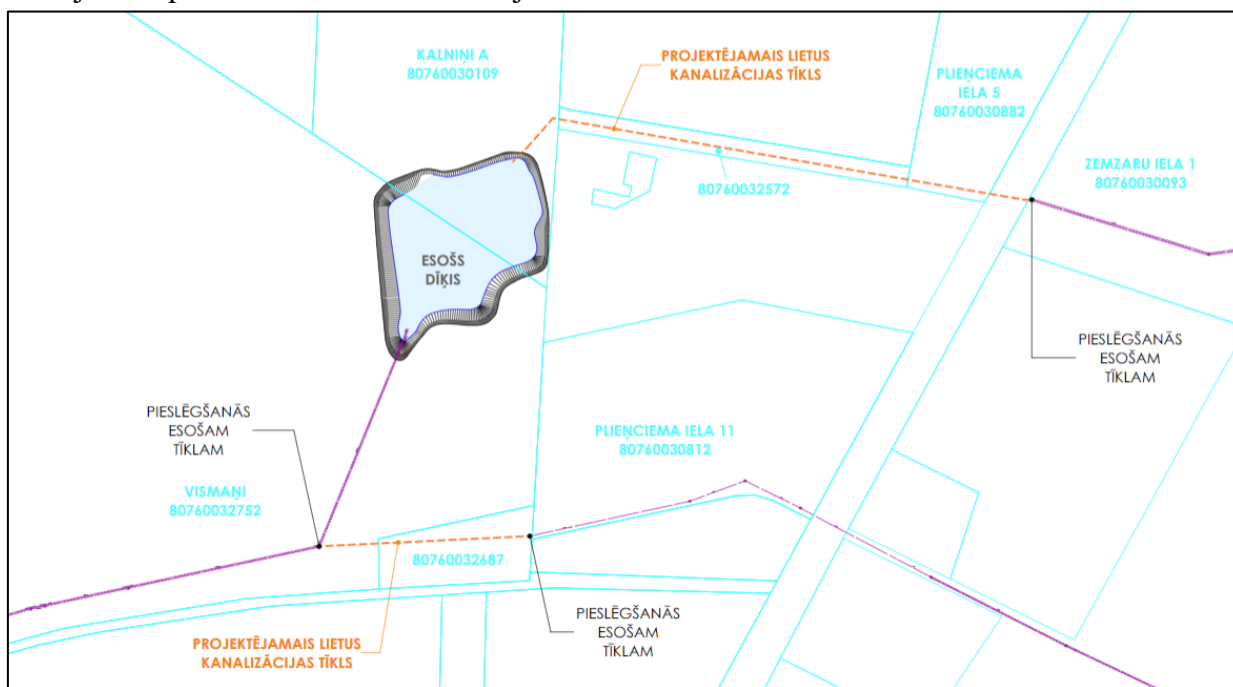 KALNIŅI A
80760030109
PROJEKTĒJAMAIS LIETUS
KANALIZĀCIJAS TĪKLS
PLIEŅCIEMA
IELA 5
80760030882
ZEMZARU IELA 1
80760030093
80760032572
ESOŠS
DĪĶIS
PIESLĒGŠANĀS
ESOŠAM
TĪKLAM
PIESLĒGŠANĀS
ESOŠAM
TĪKLAM
PLIEŅCIEMA IELA 11
80760030812
VISMAŅI
80760032752
80760032687
PIESLĒGŠANĀS
ESOŠAM
TĪKLAM
PROJEKTĒJAMAIS LIETUS
KANALIZĀCIJAS TĪKLS